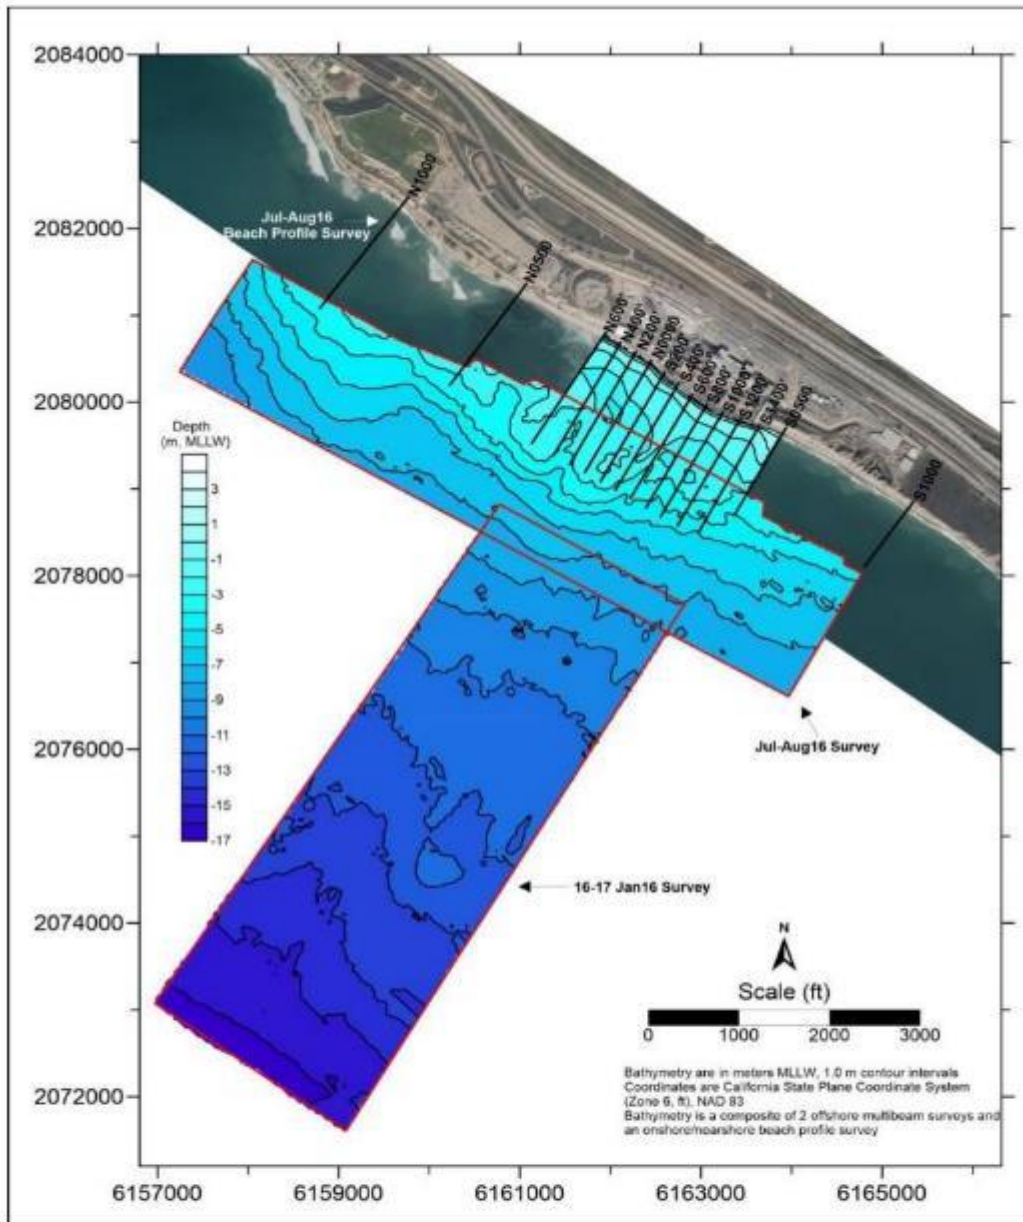 2084000
2082000
2080000
2078000
2076000
2074000
2072000
6157000
6159000
6161000
6163000
6165000
N1000
Jul-Aug16
Beach Profile Survey
N0500
N600'
N400'
N200'
N0000
S200'
S400'
S600'
S800'
S1200'
S1400'
S0500
S1000
Depth
(m. MLLW)
3
1
-1
-3
-5
-7
-9
-11
-13
-15
-17
Jul-Aug16 Survey
16-17 Jan16 Survey
N
Scale (ft)
0 1000 2000 3000
Bathymetry are in meters MLLW, 1.0 m contour intervals
Coordinates are California State Plane Coordinate System
(Zone 6, ft), NAD 83
Bathymetry is a composite of 2 offshore multibeam surveys and
an onshore/nearshore beach profile survey